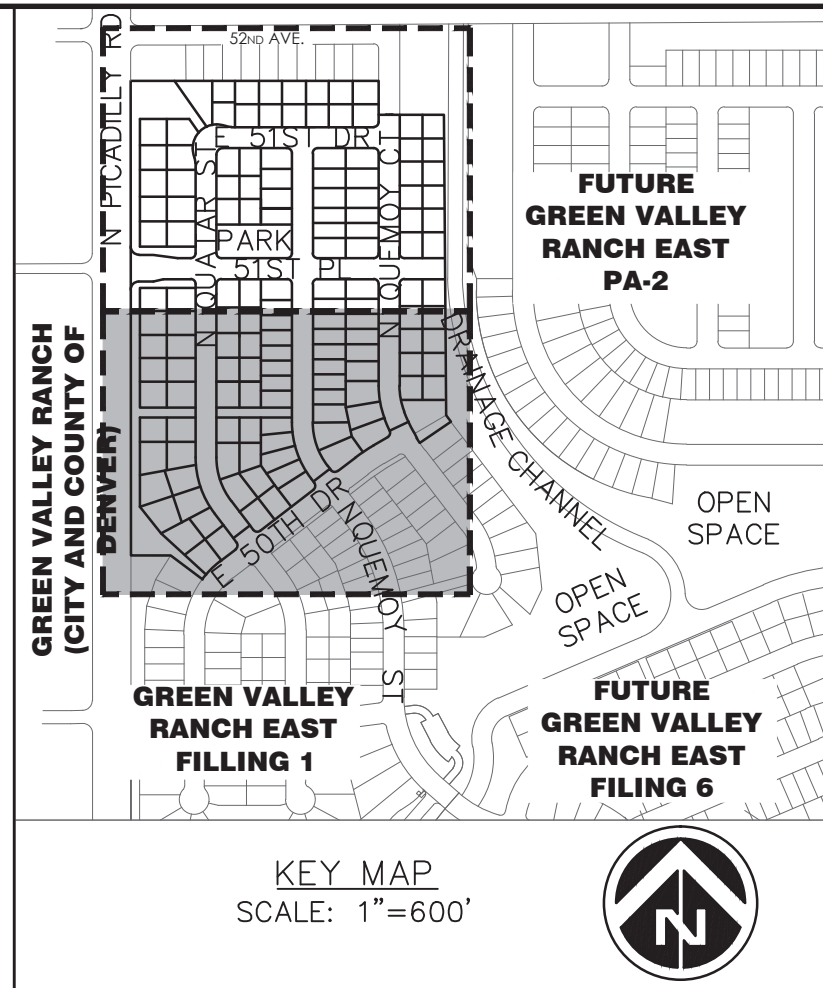 52ND AVE.
N PICADILLY RD
E 51ST DR
N QUATAR ST
N QUEMOY CT
PARK
51ST PL
FUTURE
GREEN VALLEY
RANCH EAST
PA-2
GREEN VALLEY RANCH
(CITY AND COUNTY OF
DENVER)
DRAINAGE CHANNEL
OPEN
SPACE
E 50TH DR
N QUEMOY ST
OPEN
SPACE
GREEN VALLEY
RANCH EAST
FILLING 1
FUTURE
GREEN VALLEY
RANCH EAST
FILING 6
KEY MAP
SCALE: 1"=600'
N